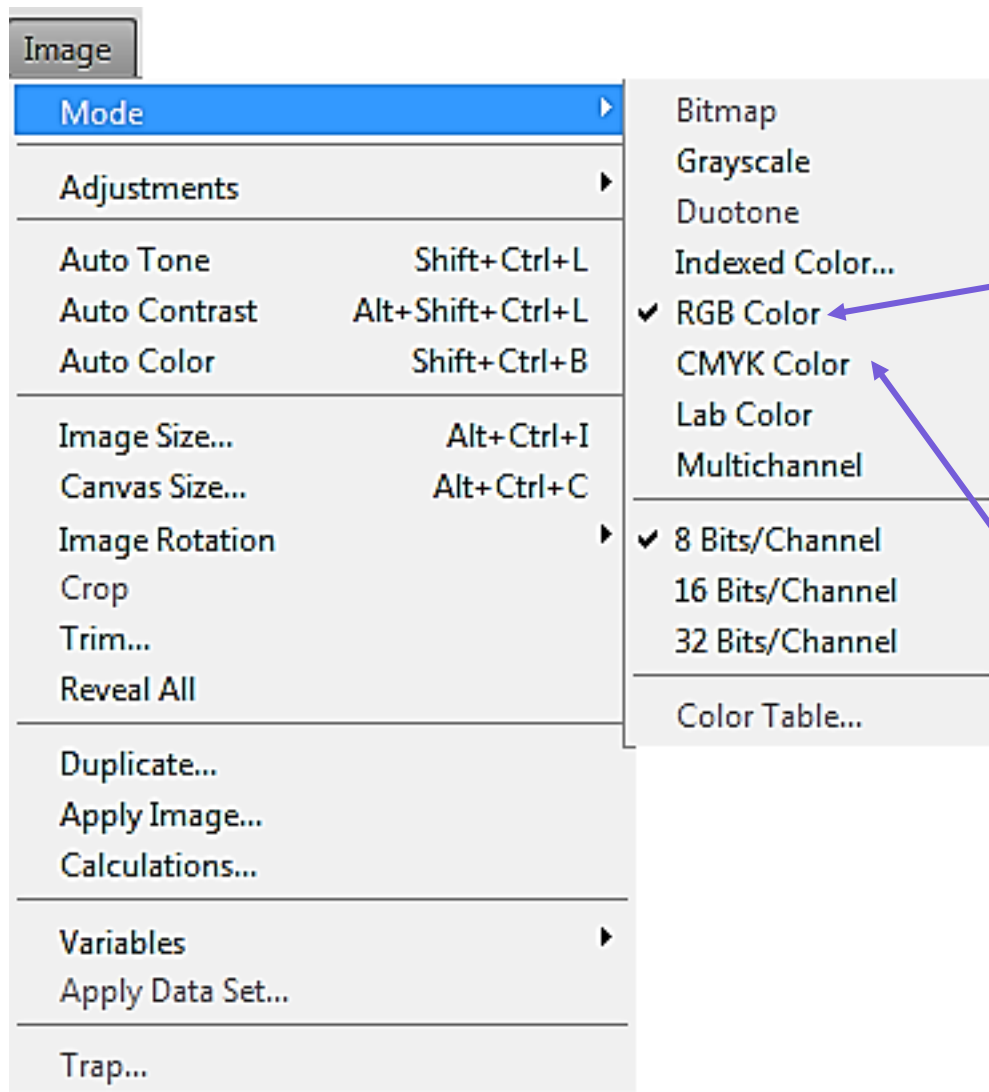 Image
Mode
Adjustments
Auto Tone Shift+Ctrl+L
Auto Contrast Alt+Shift+Ctrl+L
Auto Color Shift+Ctrl+B
Image Size... Alt+Ctrl+I
Canvas Size... Alt+Ctrl+C
Image Rotation
Crop
Trim...
Reveal All
Duplicate...
Apply Image...
Calculations...
Variables
Apply Data Set...
Trap...
Bitmap
Grayscale
Duotone
Indexed Color...
RGB Color
CMYK Color
Lab Color
Multichannel
8 Bits/Channel
16 Bits/Channel
32 Bits/Channel
Color Table...